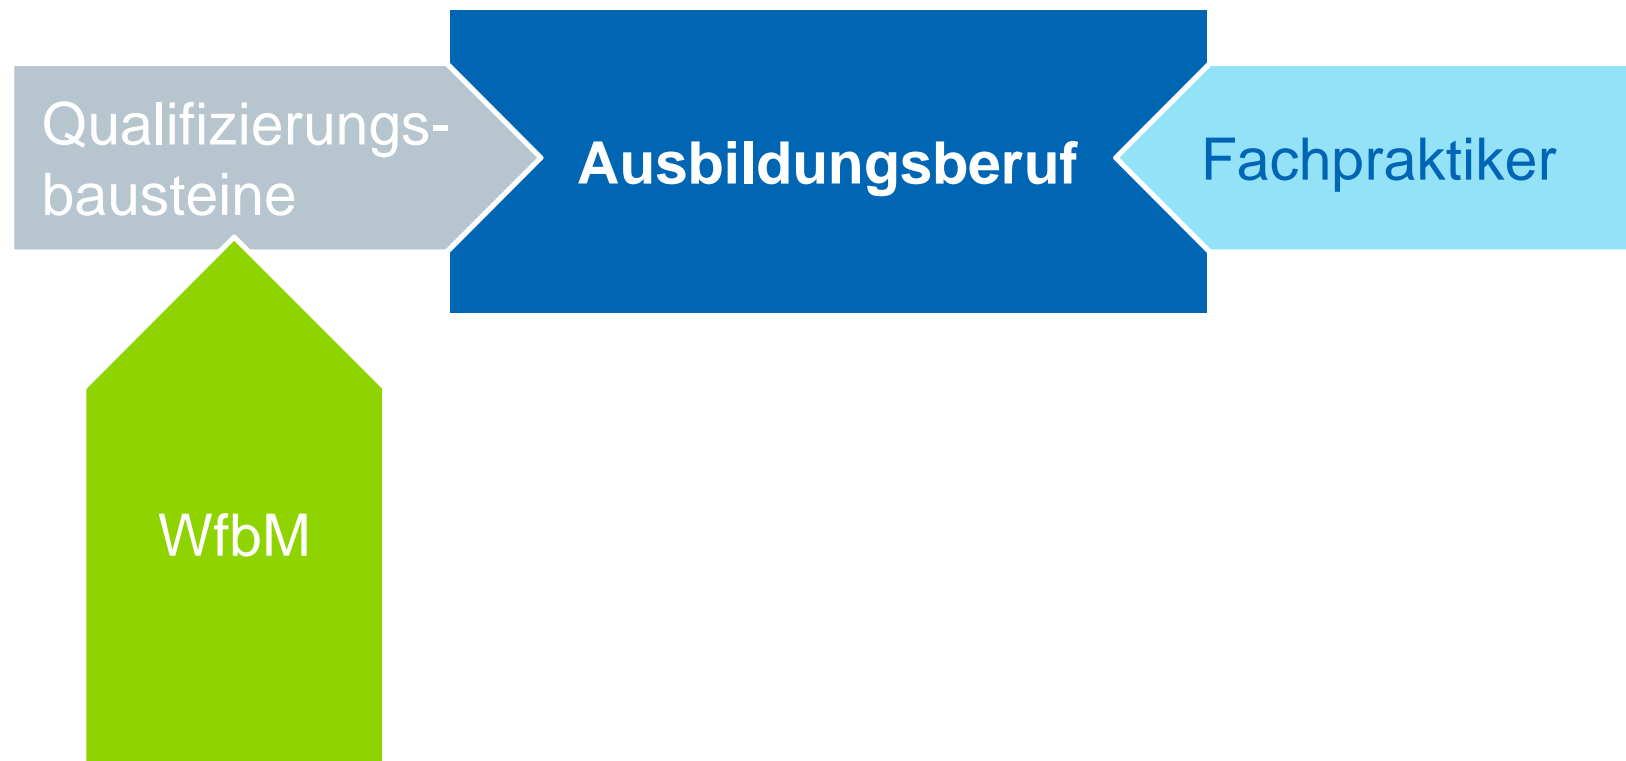 Qualifizierungs-
bausteine
Ausbildungsberuf
Fachpraktiker
WfbM